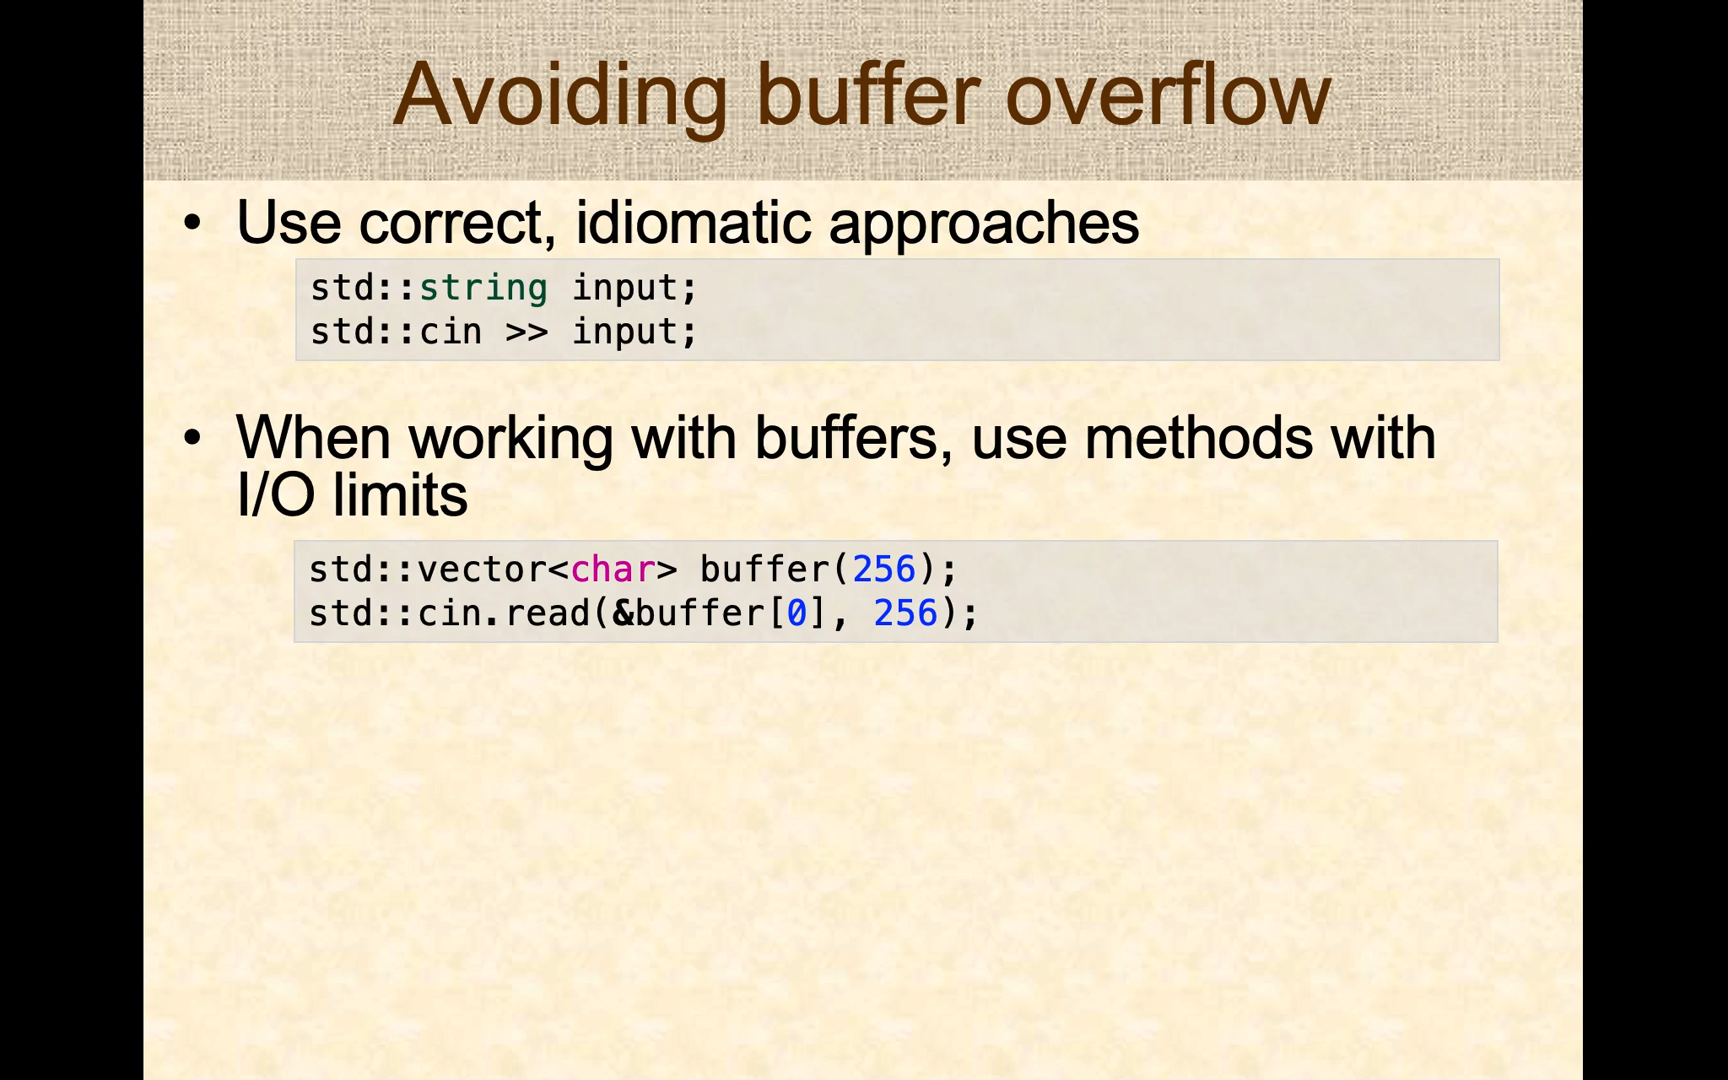 Avoiding buffer overflow
• Use correct, idiomatic approaches
std::string input;
std::cin >> input;
• When working with buffers, use methods with
I/O limits
std::vector<char> buffer(256);
std::cin.read(&buffer[0], 256);